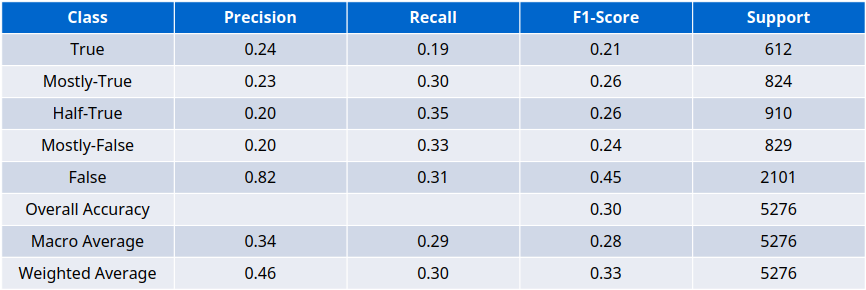 Class Precision Recall F1-Score Support
True 0.24 0.19 0.21 612
Mostly-True 0.23 0.30 0.26 824
Half-True 0.20 0.35 0.26 910
Mostly-False 0.20 0.33 0.24 829
False 0.82 0.31 0.45 2101
Overall Accuracy 0.30 5276
Macro Average 0.34 0.29 0.28 5276
Weighted Average 0.46 0.30 0.33 5276